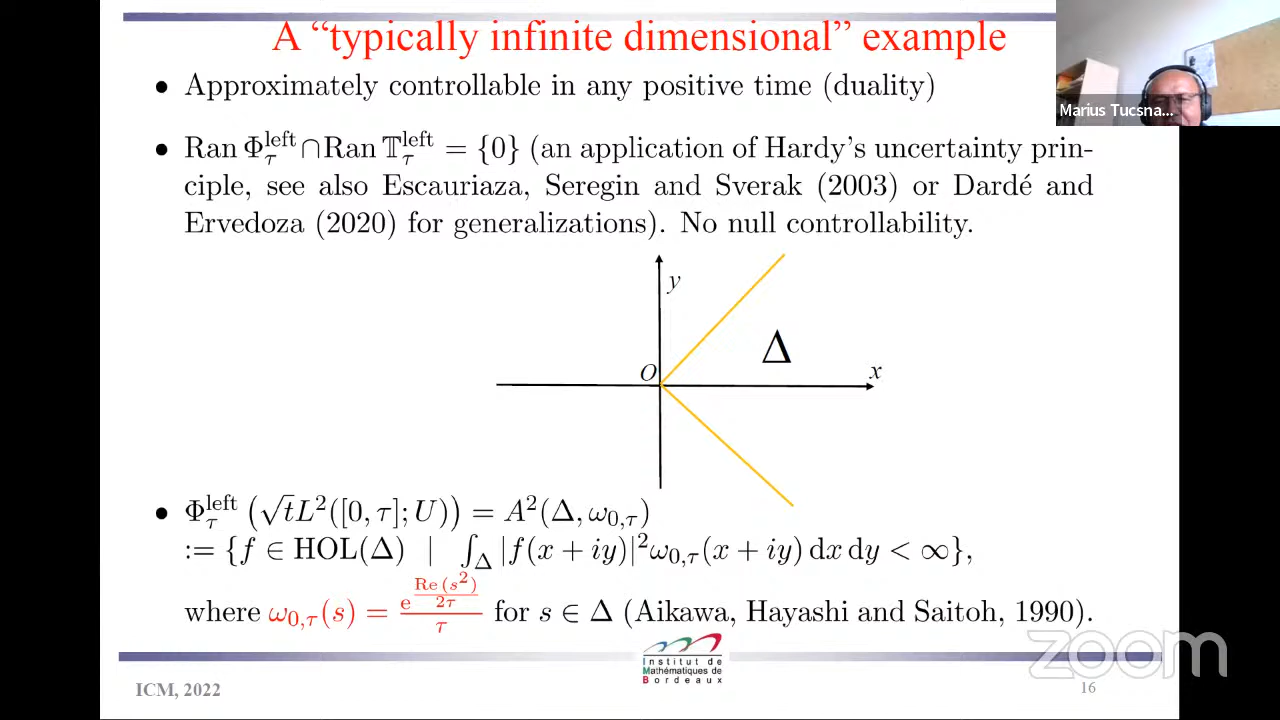 A “typically infinite dimensional” example
Marius Tucsna...
• Approximately controllable in any positive time (duality)
• Ran Φ_τ^left ∩ Ran 𝕋_τ^left = {0} (an application of Hardy’s uncertainty prin-
ciple, see also Escauriaza, Seregin and Sverak (2003) or Dardé and
Ervedoza (2020) for generalizations). No null controllability.
y
Δ
O
x
• Φ_τ^left (√t L²([0, τ]; U)) = A²(Δ, ω_{0,τ})
:= {f ∈ HOL(Δ) | ∫_Δ |f(x + iy)|² ω_{0,τ}(x + iy) dx dy < ∞},
where ω_{0,τ}(s) = e^{Re (s²)/2τ}/τ for s ∈ Δ (Aikawa, Hayashi and Saitoh, 1990).
zoom
Institut de
Mathématiques de
Bordeaux
ICM, 2022
16